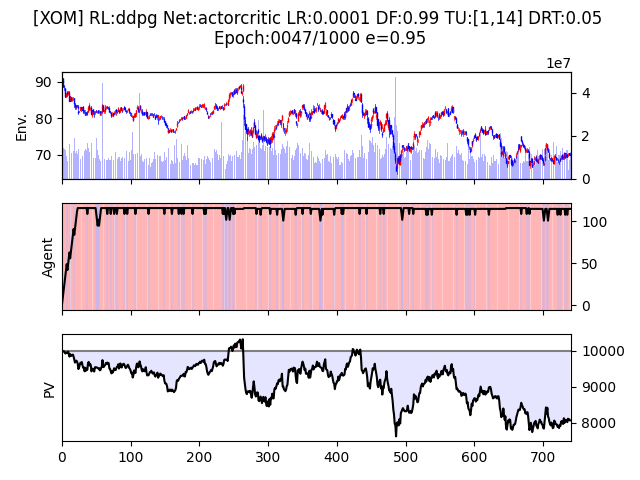 [XOM] RL:ddpg Net:actorcritic LR:0.0001 DF:0.99 TU:[1,14] DRT:0.05
Epoch:0047/1000 e=0.95
1e7
Env.
90
80
70
4
2
0
Agent
100
50
0
PV
10000
9000
8000
0 100 200 300 400 500 600 700